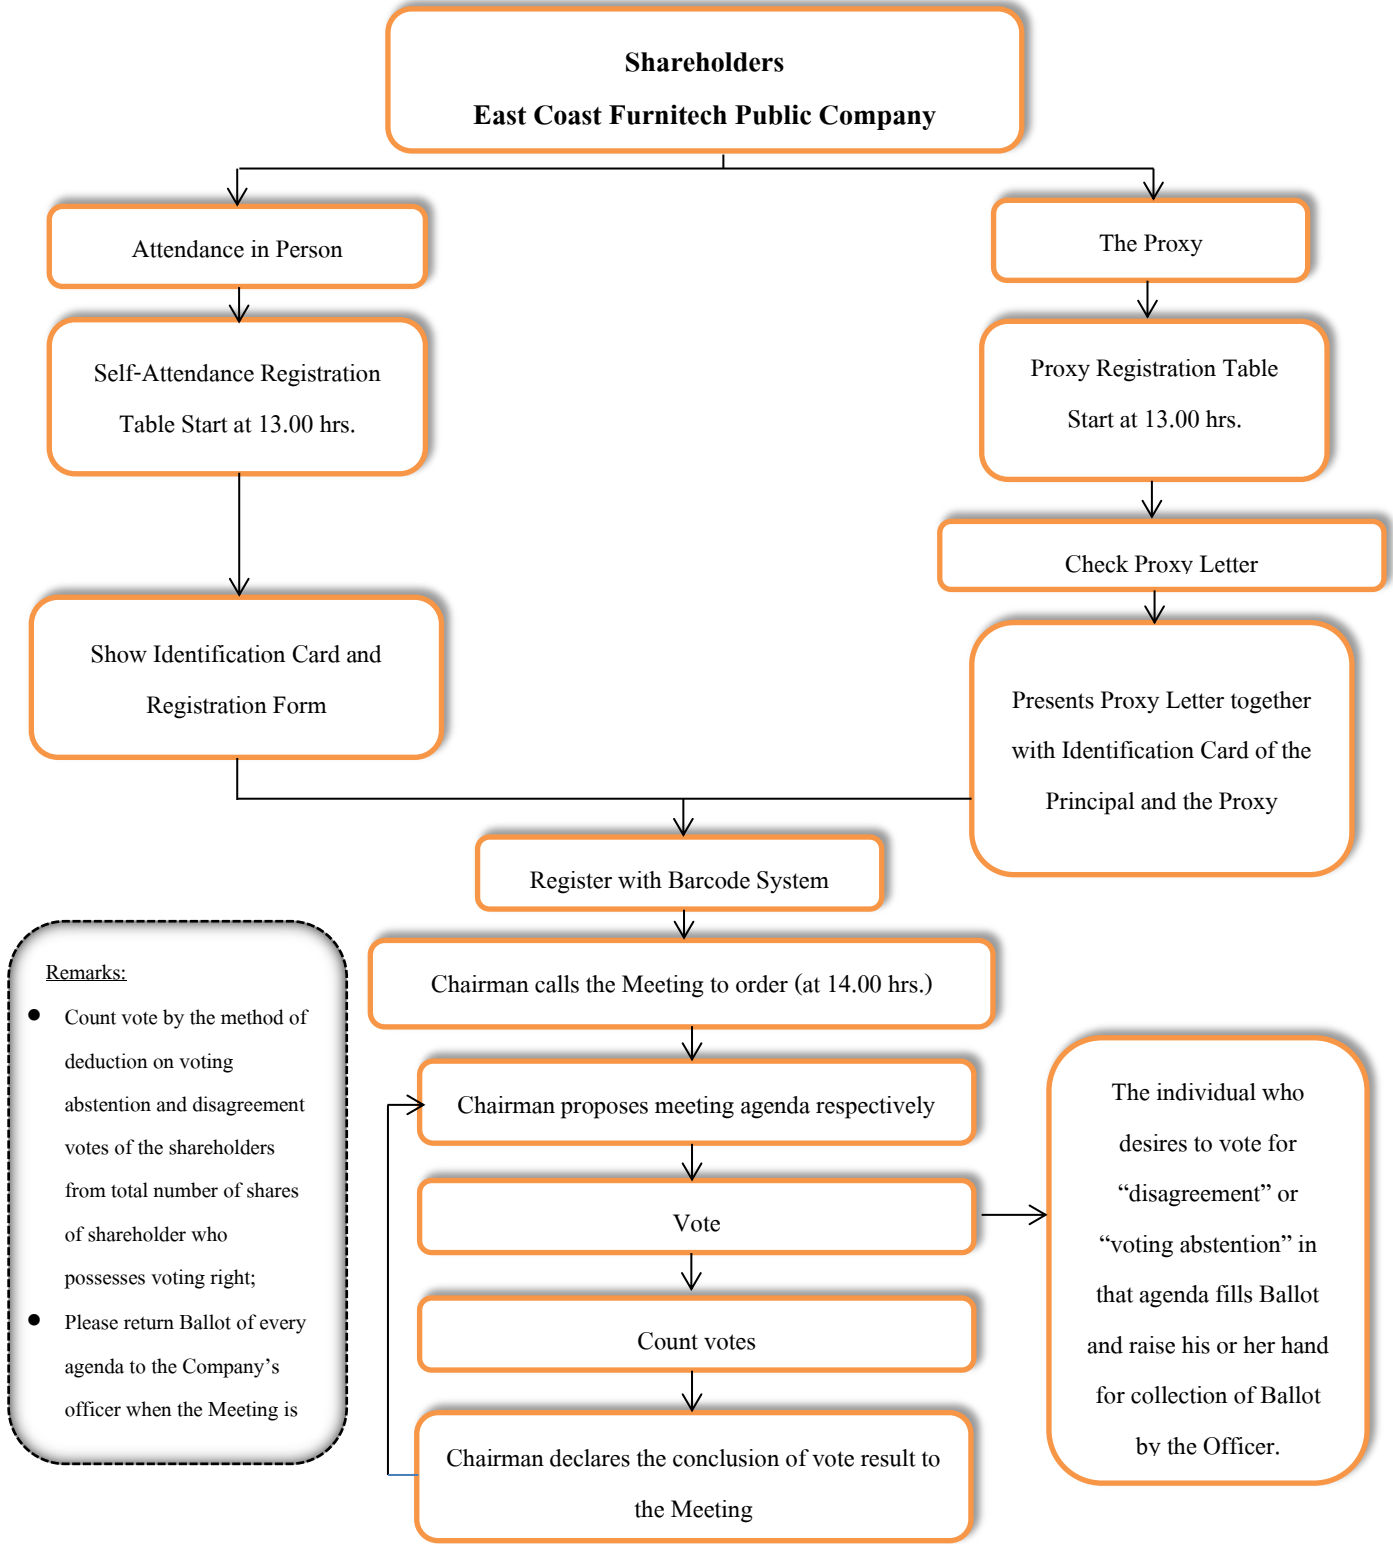 Shareholders
East Coast Furnitech Public Company
Attendance in Person
The Proxy
Self-Attendance Registration
Table Start at 13.00 hrs.
Proxy Registration Table
Start at 13.00 hrs.
Check Proxy Letter
Show Identification Card and
Registration Form
Presents Proxy Letter together
with Identification Card of the
Principal and the Proxy
Register with Barcode System
Chairman calls the Meeting to order (at 14.00 hrs.)
Chairman proposes meeting agenda respectively
Vote
Count votes
Chairman declares the conclusion of vote result to
the Meeting
The individual who
desires to vote for
“disagreement” or
“voting abstention” in
that agenda fills Ballot
and raise his or her hand
for collection of Ballot
by the Officer.
Remarks:
● Count vote by the method of
deduction on voting
abstention and disagreement
votes of the shareholders
from total number of shares
of shareholder who
possesses voting right;
● Please return Ballot of every
agenda to the Company’s
officer when the Meeting is